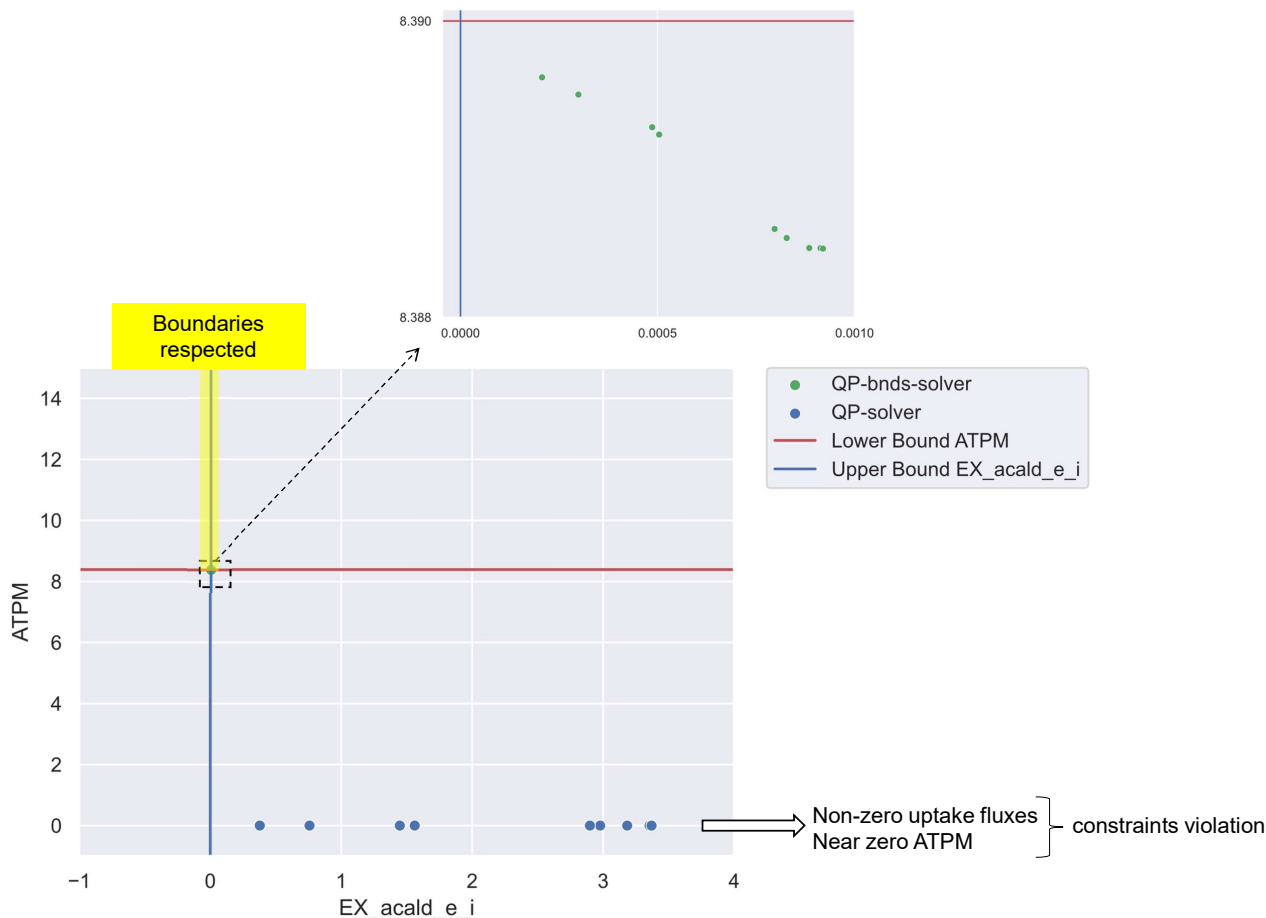 8.390
8.388
0.0000
0.0005
0.0010
Boundaries
respected
QP-bnds-solver
QP-solver
Lower Bound ATPM
Upper Bound EX_acald_e_i
14
12
10
8
6
4
2
0
ATPM
Non-zero uptake fluxes
Near zero ATPM
constraints violation
−1
0
1
2
3
4
EX_acald_e_i